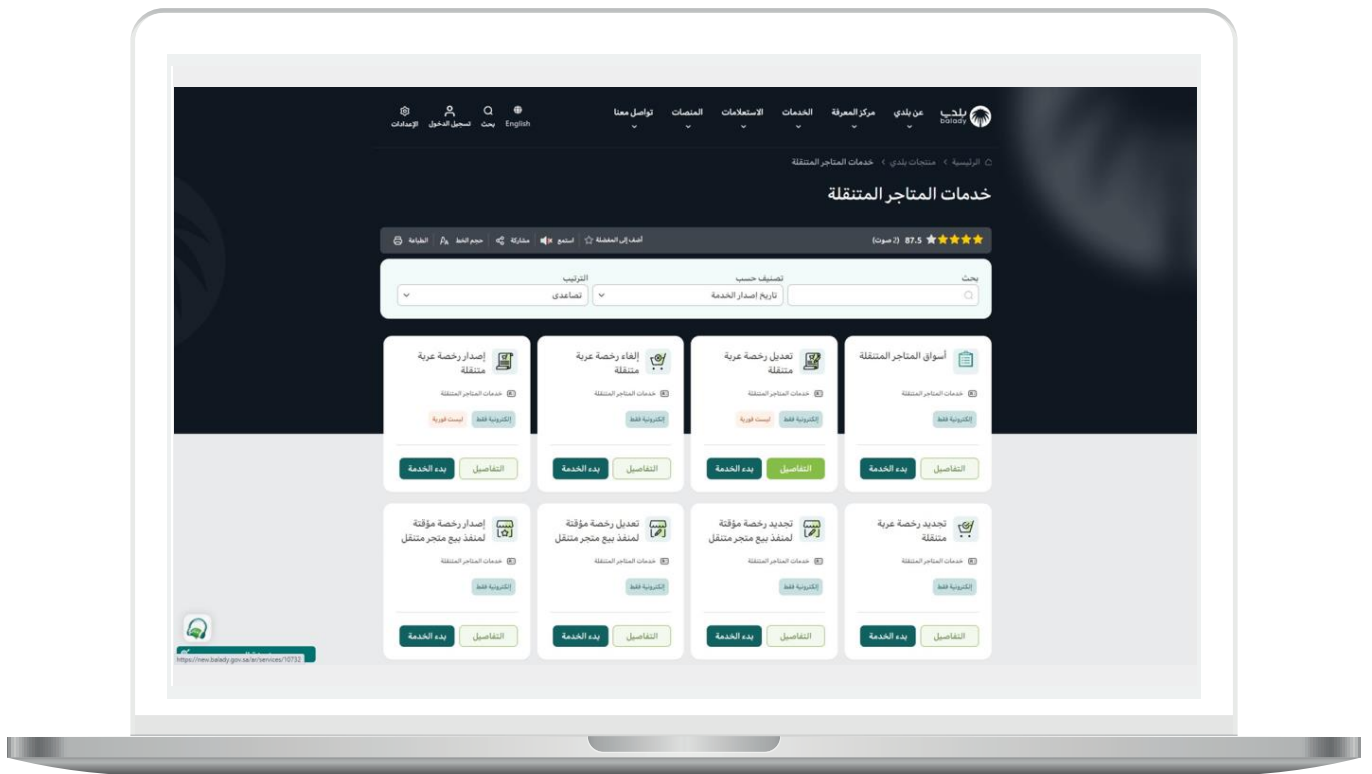 بلدي
balady
عن بلدي
مركز المعرفة
الخدمات
الاستعلامات
المنصات
تواصل معنا
English
بحث
تسجيل الدخول
الإعدادات
الرئيسية > منتجات بلدي > خدمات المتاجر المتنقلة
خدمات المتاجر المتنقلة
87.5 (2 صوت)
أضف إلى المفضلة
استمع
مشاركة
حجم الخط
الطباعة
بحث
تصنيف حسب
الترتيب
تاريخ إصدار الخدمة
تصاعدي
أسواق المتاجر المتنقلة
خدمات المتاجر المتنقلة
إلكترونية فقط
التفاصيل
بدء الخدمة
تعديل رخصة عربة
متنقلة
خدمات المتاجر المتنقلة
إلكترونية فقط
ليست فورية
التفاصيل
بدء الخدمة
إلغاء رخصة عربة
متنقلة
خدمات المتاجر المتنقلة
إلكترونية فقط
التفاصيل
بدء الخدمة
إصدار رخصة عربة
متنقلة
خدمات المتاجر المتنقلة
إلكترونية فقط
ليست فورية
التفاصيل
بدء الخدمة
تجديد رخصة عربة
متنقلة
خدمات المتاجر المتنقلة
إلكترونية فقط
التفاصيل
بدء الخدمة
تجديد رخصة مؤقتة
لمنفذ بيع متجر متنقل
خدمات المتاجر المتنقلة
إلكترونية فقط
التفاصيل
بدء الخدمة
تعديل رخصة مؤقتة
لمنفذ بيع متجر متنقل
خدمات المتاجر المتنقلة
إلكترونية فقط
التفاصيل
بدء الخدمة
إصدار رخصة مؤقتة
لمنفذ بيع متجر متنقل
خدمات المتاجر المتنقلة
إلكترونية فقط
التفاصيل
بدء الخدمة
https://new.balady.gov.sa/ar/services/10732